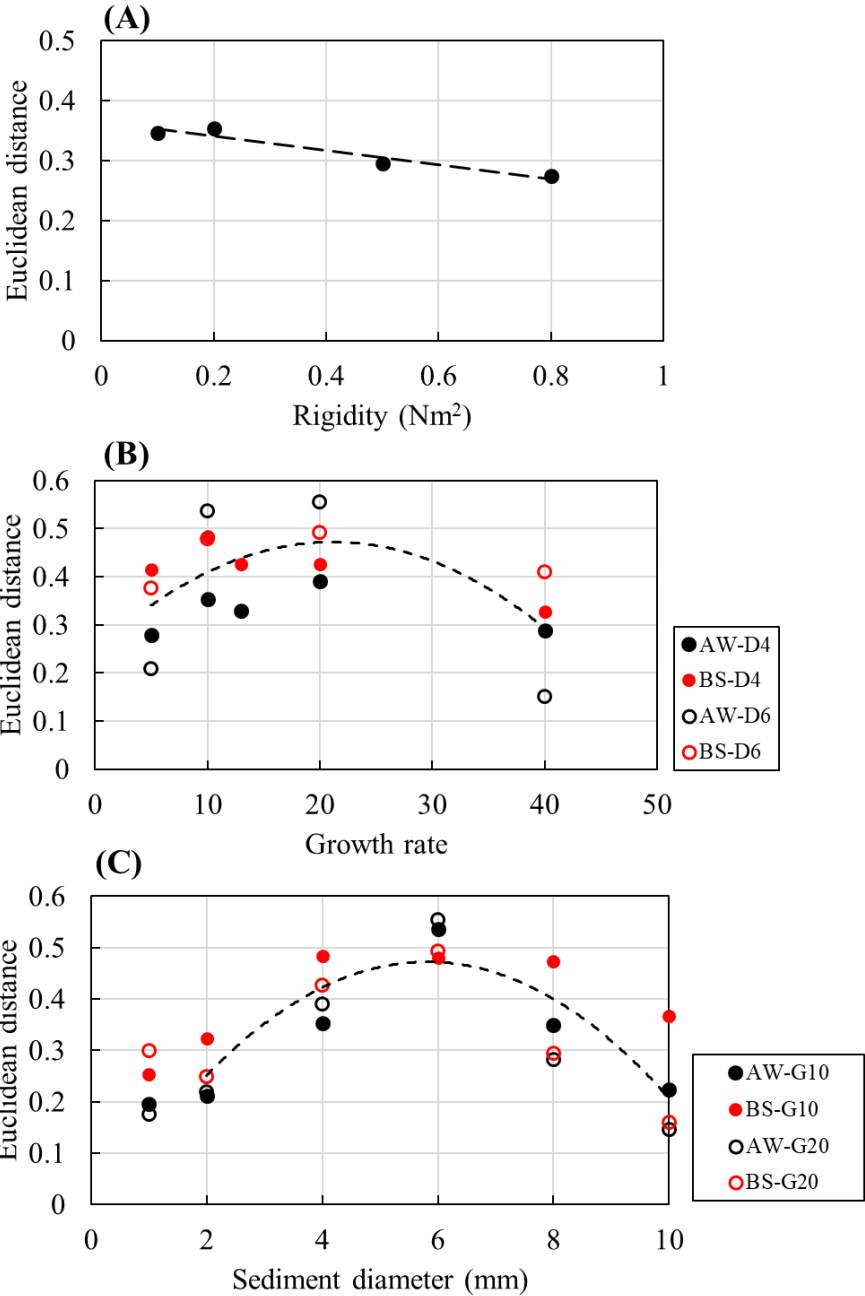 (A)
0.5
0.4
0.3
0.2
0.1
0
Euclidean distance
0 0.2 0.4 0.6 0.8 1
Rigidity (Nm²)
(B)
0.6
0.5
0.4
0.3
0.2
0.1
0
Euclidean distance
0 10 20 30 40 50
Growth rate
AW-D4
BS-D4
AW-D6
BS-D6
(C)
0.6
0.5
0.4
0.3
0.2
0.1
0
Euclidean distance
0 2 4 6 8 10
Sediment diameter (mm)
AW-G10
BS-G10
AW-G20
BS-G20